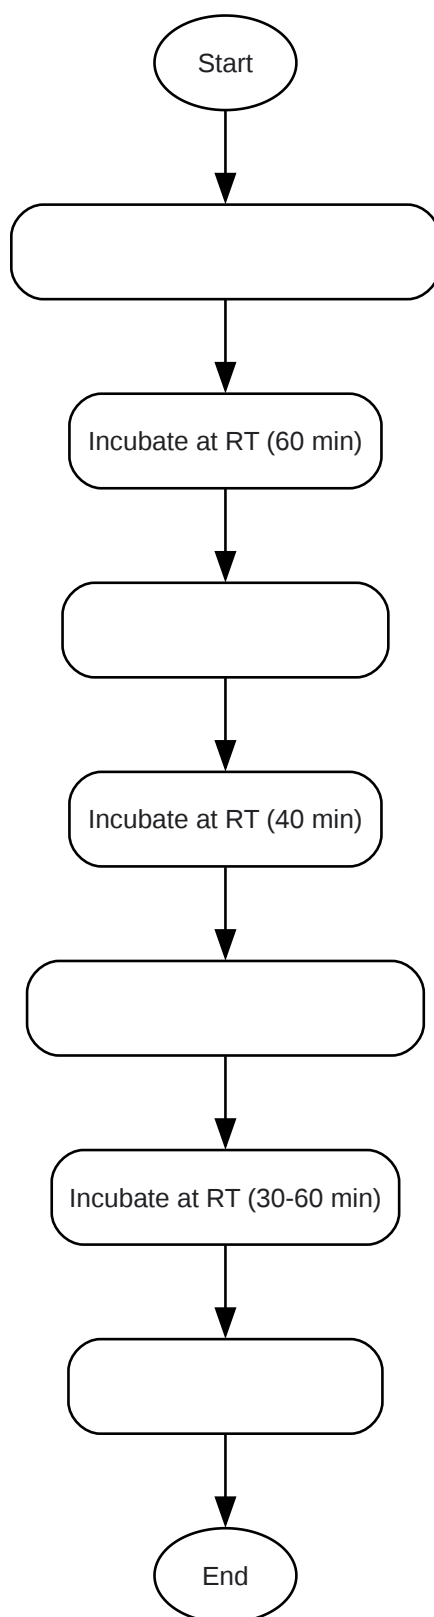 Start
Incubate at RT (60 min)
Incubate at RT (40 min)
Incubate at RT (30-60 min)
End